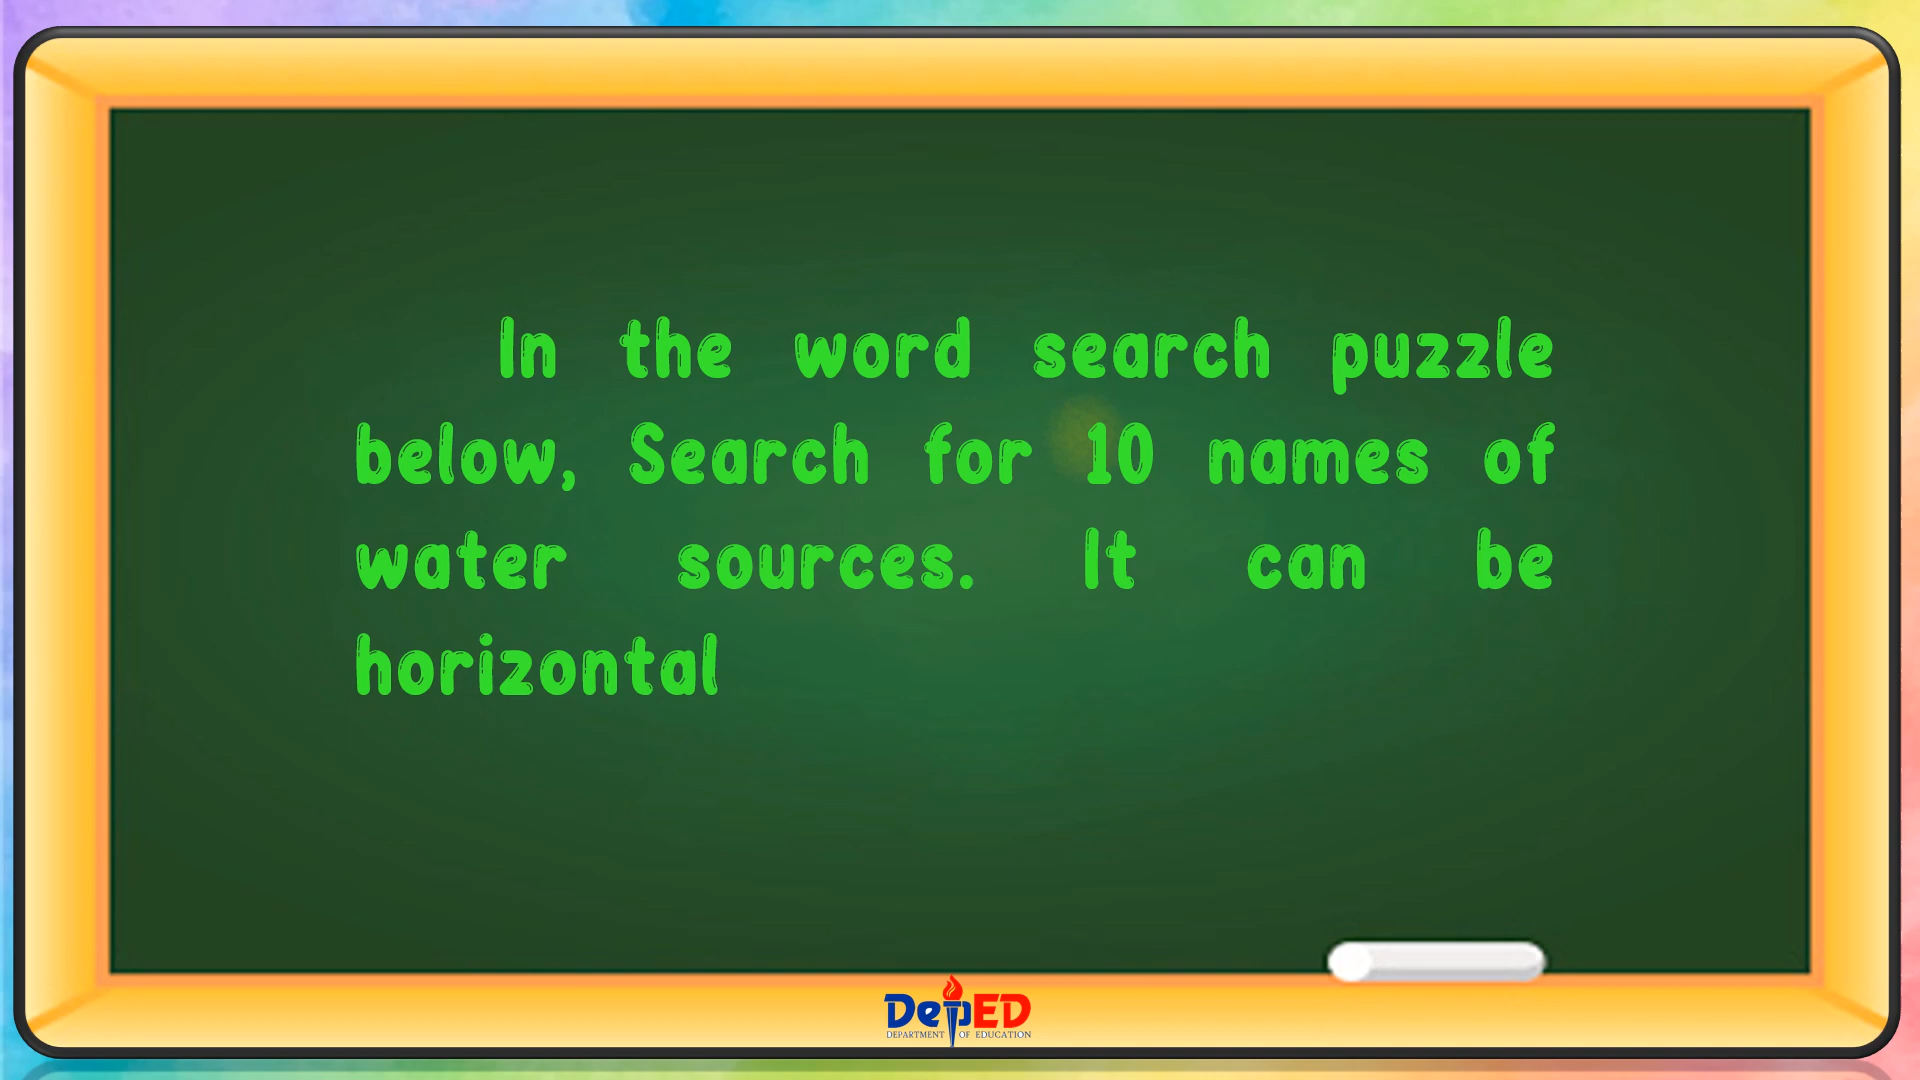 In the word search puzzle
below, Search for 10 names of
water sources. It can be
horizontal
DepED
DEPARTMENT OF EDUCATION